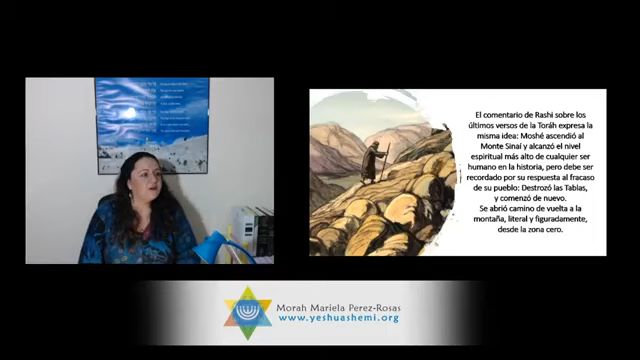 El comentario de Rashi sobre los
últimos versos de la Toráh expresa la
misma idea: Moshé ascendió al
Monte Sinaí y alcanzó el nivel
espiritual más alto de cualquier ser
humano en la historia, pero debe ser
recordado por su respuesta al fracaso
de su pueblo: Destrozó las Tablas,
y comenzó de nuevo.
Se abrió camino de vuelta a la
montaña, literal y figuradamente,
desde la zona cero.
Morah Mariela Perez-Rosas
www.yeshuashemi.org